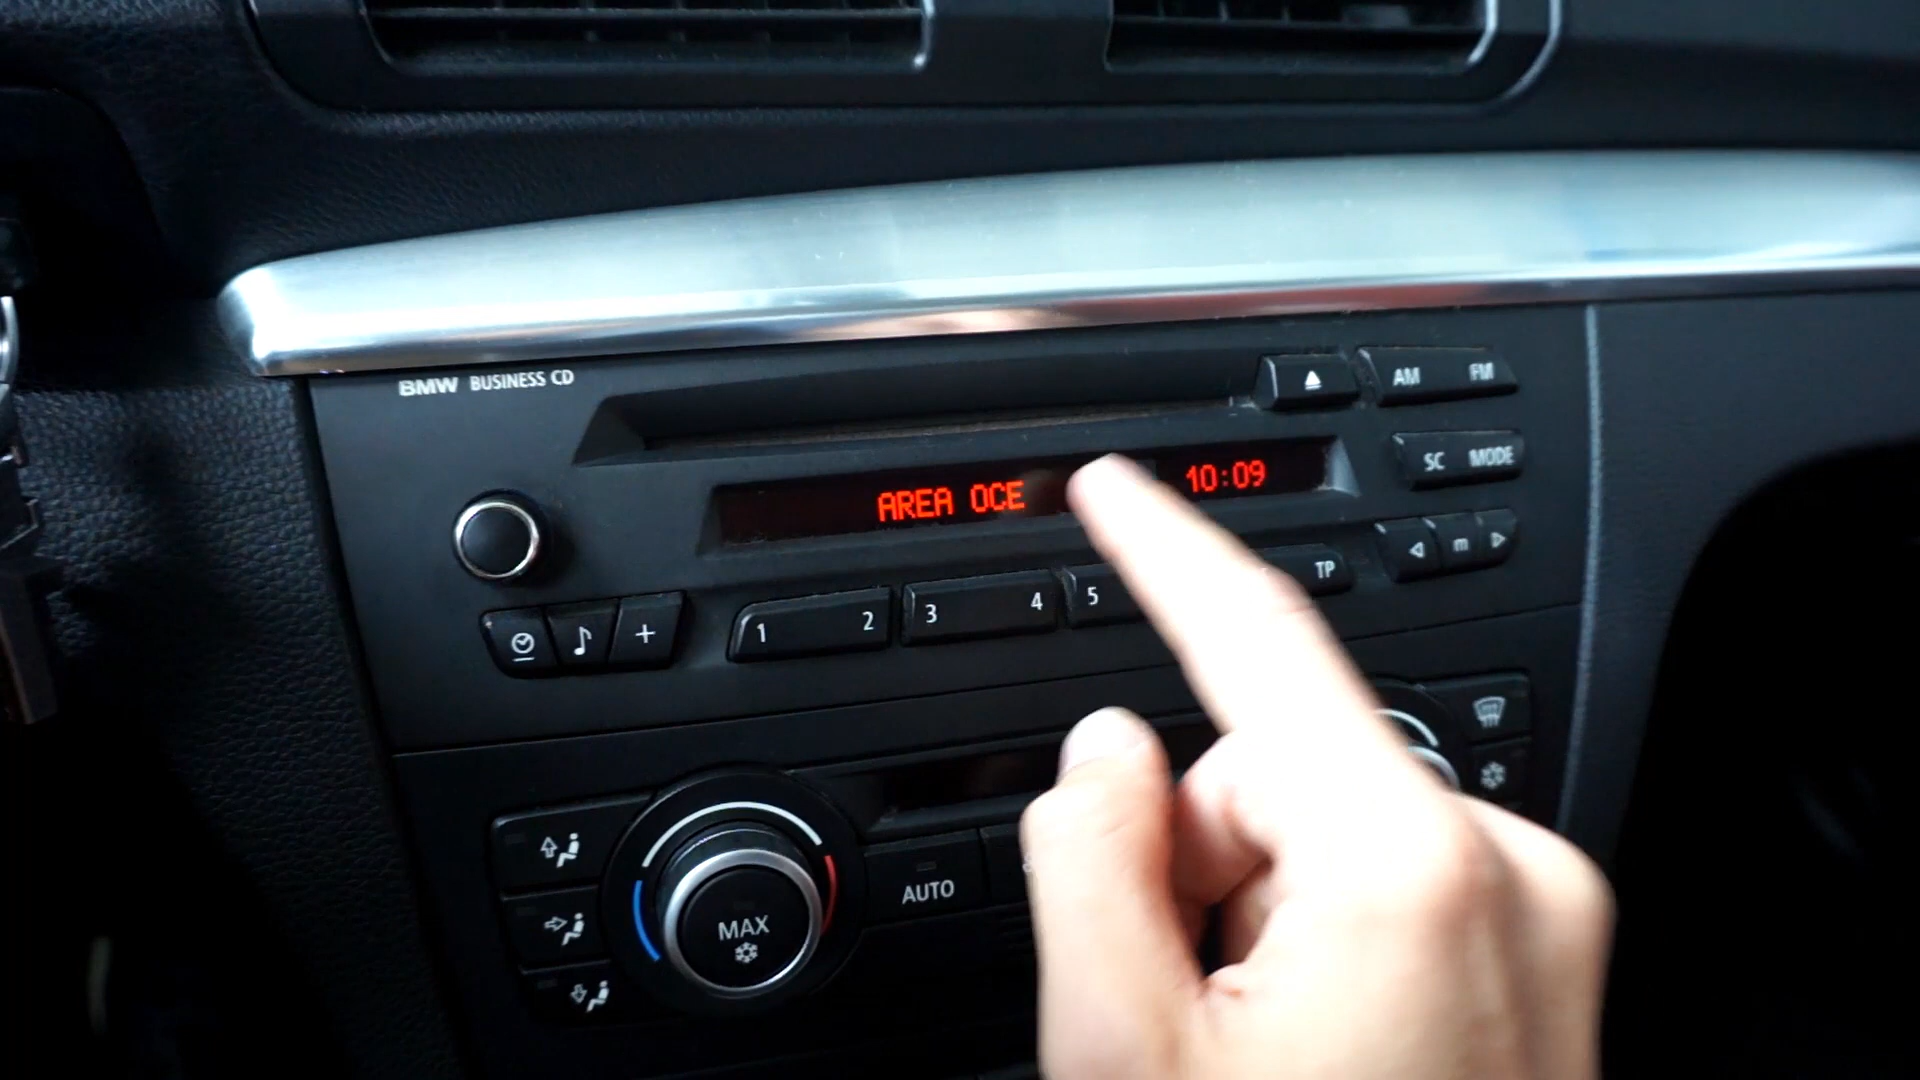 BMW BUSINESS CD
AM FM
SC MODE
AREA OCE 10:09
m
TP
1 2 3 4 5
AUTO
MAX